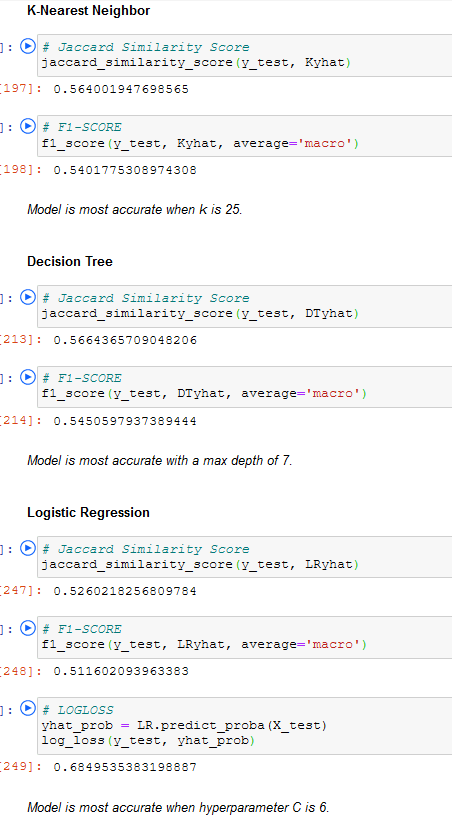 K-Nearest Neighbor
]: # Jaccard Similarity Score
jaccard_similarity_score(y_test, Kyhat)
[197]: 0.564001947698565
]: # F1-SCORE
f1_score(y_test, Kyhat, average='macro')
[198]: 0.5401775308974308
Model is most accurate when k is 25.
Decision Tree
]: # Jaccard Similarity Score
jaccard_similarity_score(y_test, DTyhat)
[213]: 0.5664365709048206
]: # F1-SCORE
f1_score(y_test, DTyhat, average='macro')
[214]: 0.5450597937389444
Model is most accurate with a max depth of 7.
Logistic Regression
]: # Jaccard Similarity Score
jaccard_similarity_score(y_test, LRyhat)
[247]: 0.5260218256809784
]: # F1-SCORE
f1_score(y_test, LRyhat, average='macro')
[248]: 0.511602093963383
]: # LOGLOSS
yhat_prob = LR.predict_proba(X_test)
log_loss(y_test, yhat_prob)
[249]: 0.6849535383198887
Model is most accurate when hyperparameter C is 6.